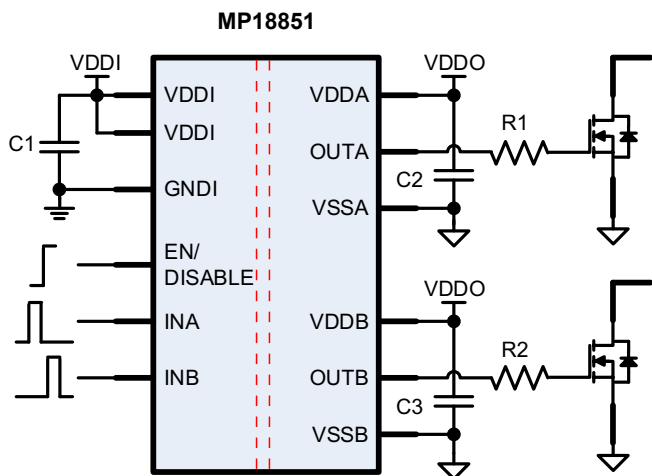 MP18851
VDDI
VDDO
VDDI
VDDA
VDDI
C1
OUTA
R1
C2
GNDI
VSSA
EN/
DISABLE
VDDO
INA
VDDB
R2
INB
OUTB
C3
VSSB